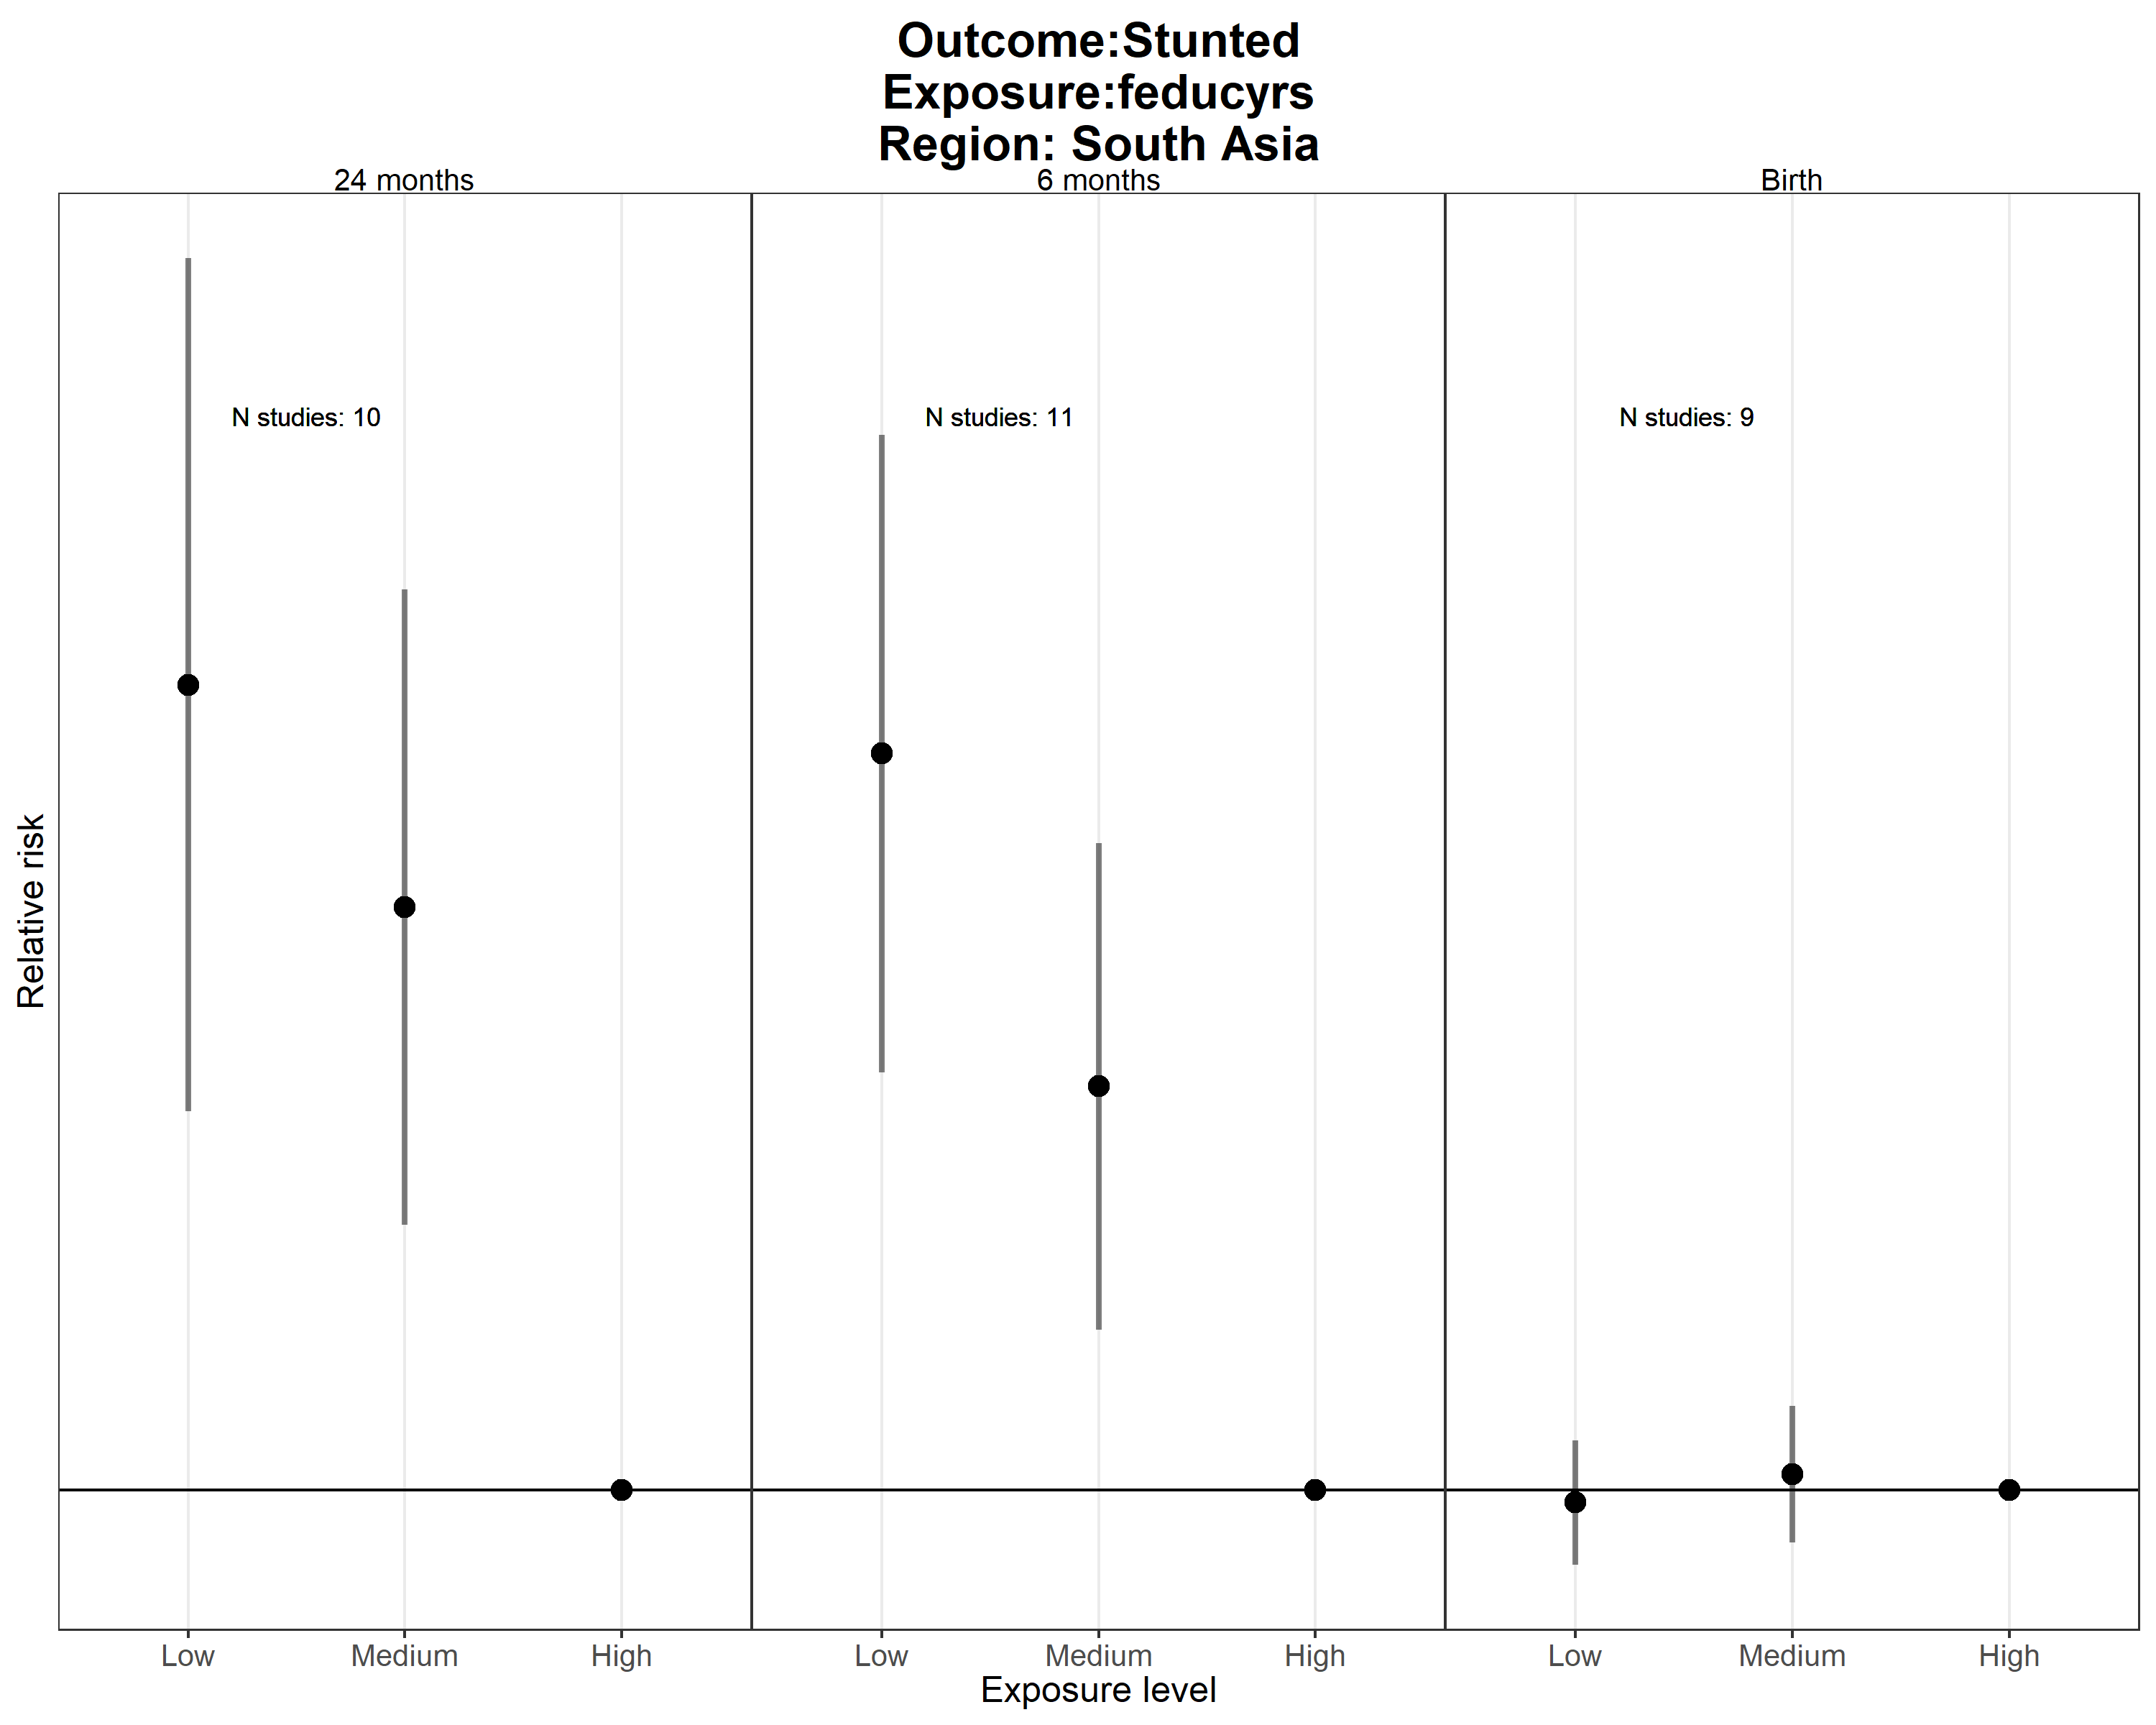 Outcome:Stunted
Exposure:feducyrs
Region: South Asia
24 months
6 months
Birth
N studies: 10
N studies: 11
N studies: 9
Relative risk
Low
Medium
High
Low
Medium
High
Low
Medium
High
Exposure level